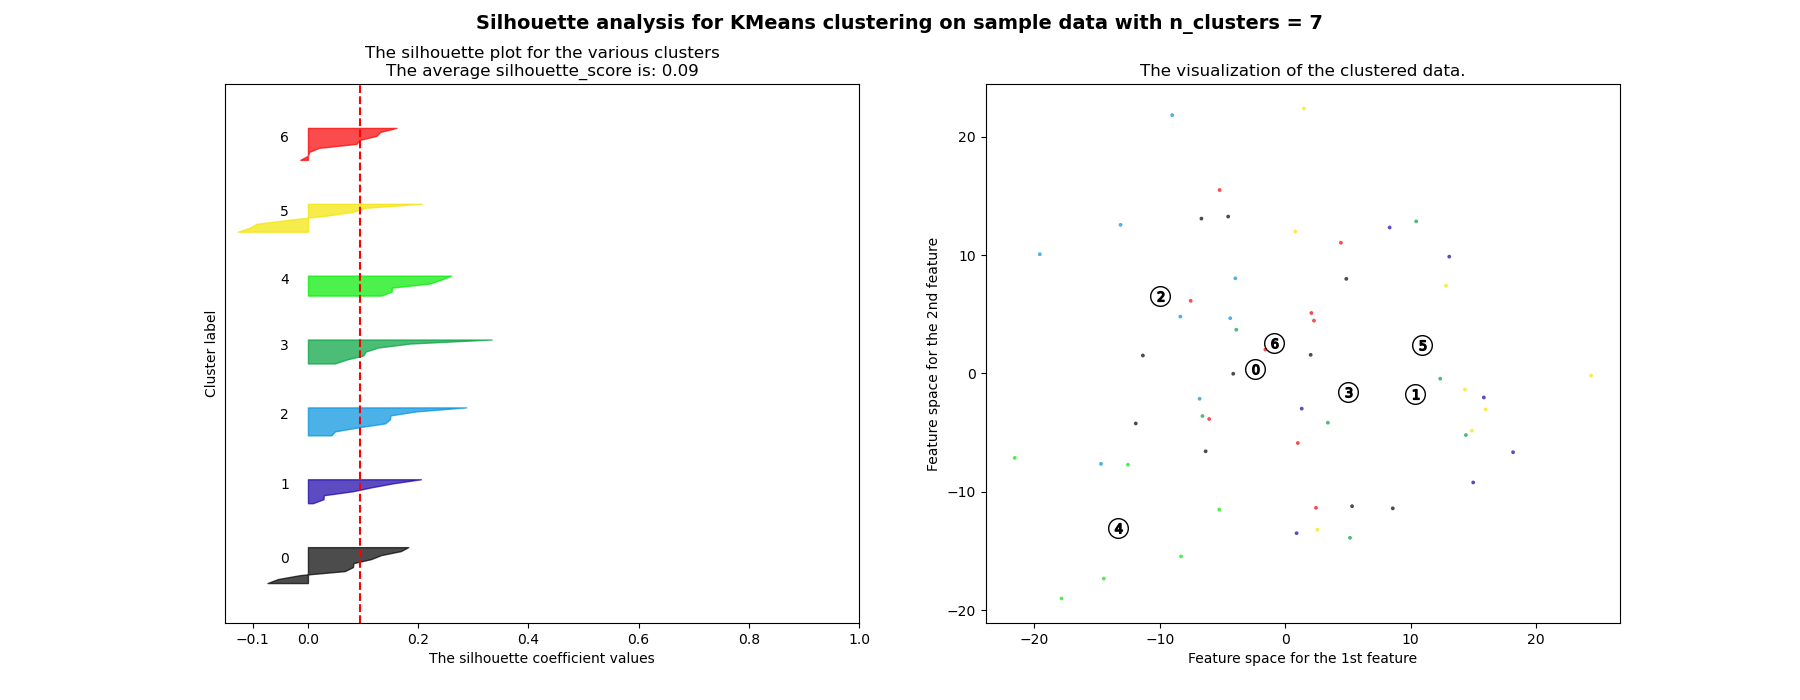 Silhouette analysis for KMeans clustering on sample data with n_clusters = 7
The silhouette plot for the various clusters
The average silhouette_score is: 0.09
6
5
4
3
2
1
0
Cluster label
−0.1 0.0 0.2 0.4 0.6 0.8 1.0
The silhouette coefficient values
The visualization of the clustered data.
20
10
0
−10
−20
Feature space for the 2nd feature
2
6
5
0
3
1
4
−20 −10 0 10 20
Feature space for the 1st feature